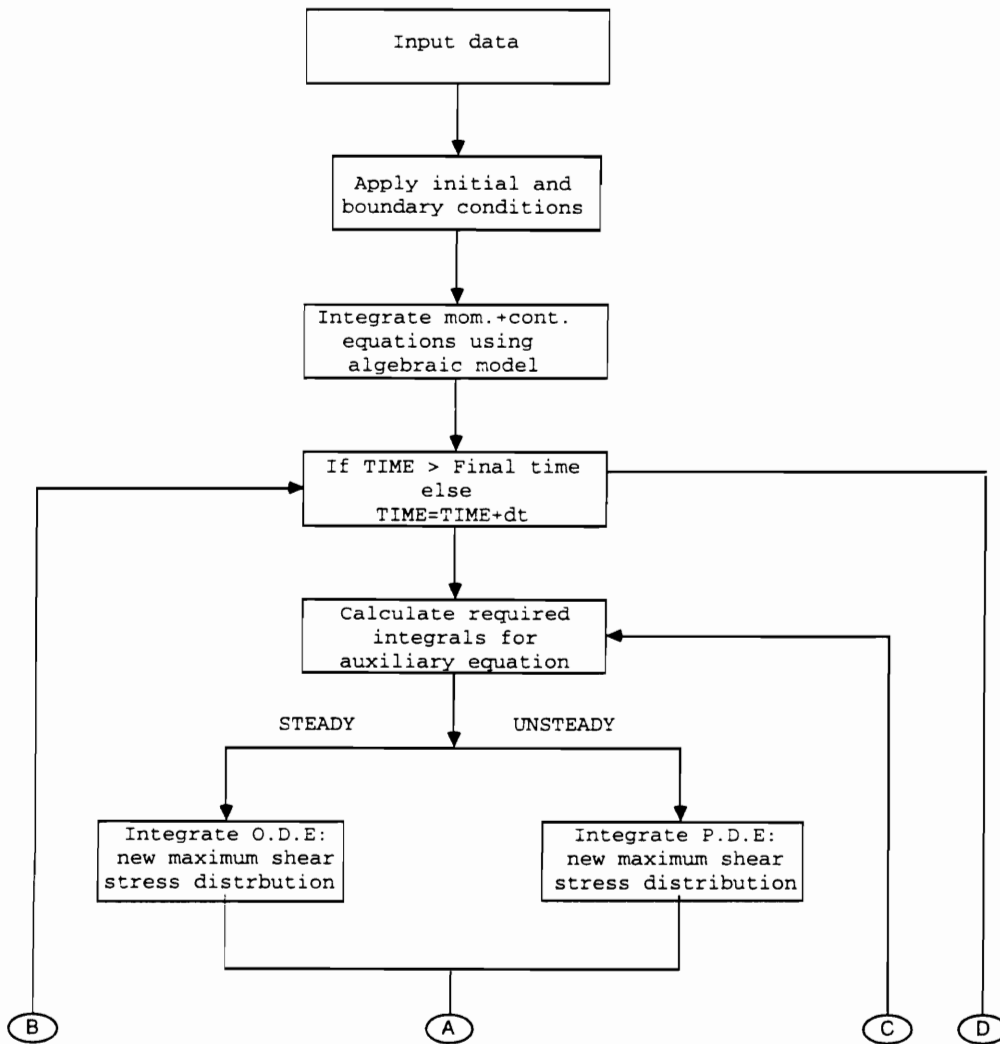 Input data
Apply initial and
boundary conditions
Integrate mom.+cont.
equations using
algebraic model
If TIME > Final time
else
TIME=TIME+dt
Calculate required
integrals for
auxiliary equation
STEADY
UNSTEADY
Integrate O.D.E:
new maximum shear
stress distrbution
Integrate P.D.E:
new maximum shear
stress distribution
B
A
C
D